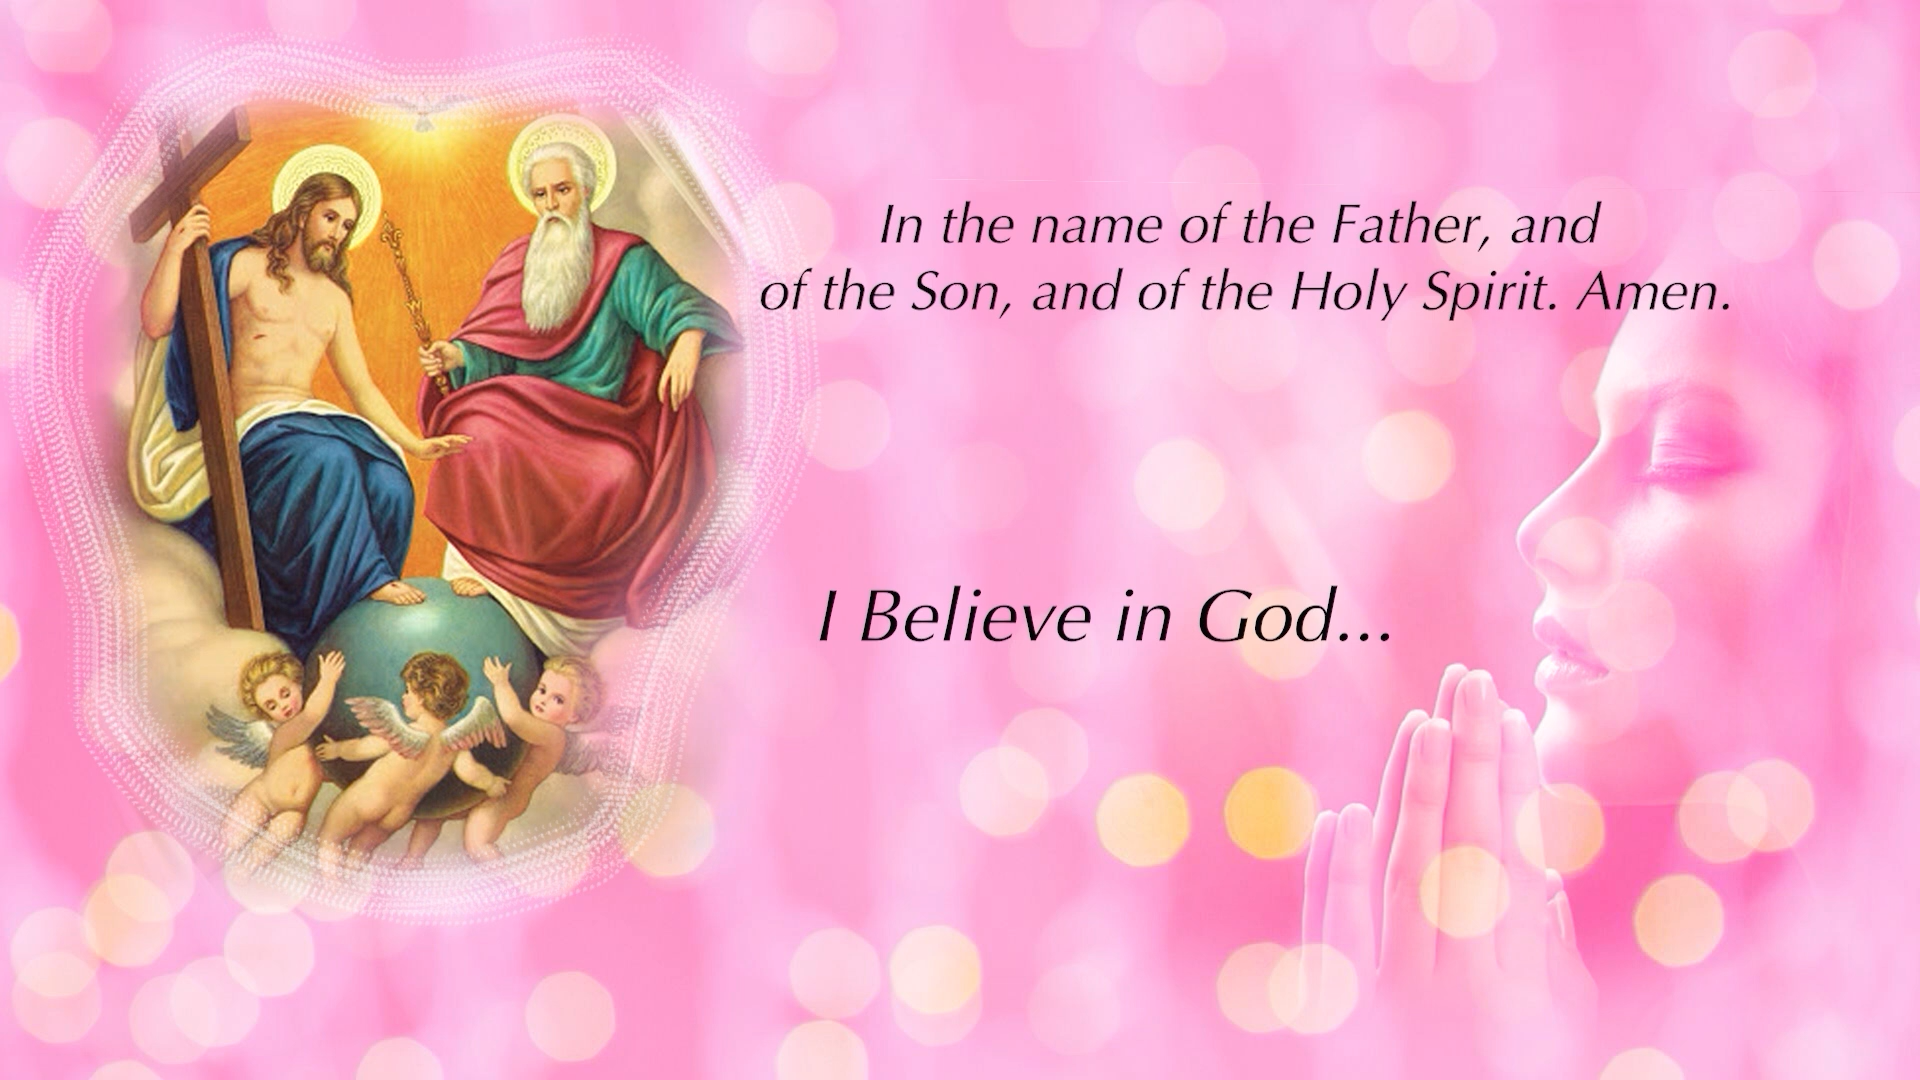 In the name of the Father, and
of the Son, and of the Holy Spirit. Amen.
I Believe in God...